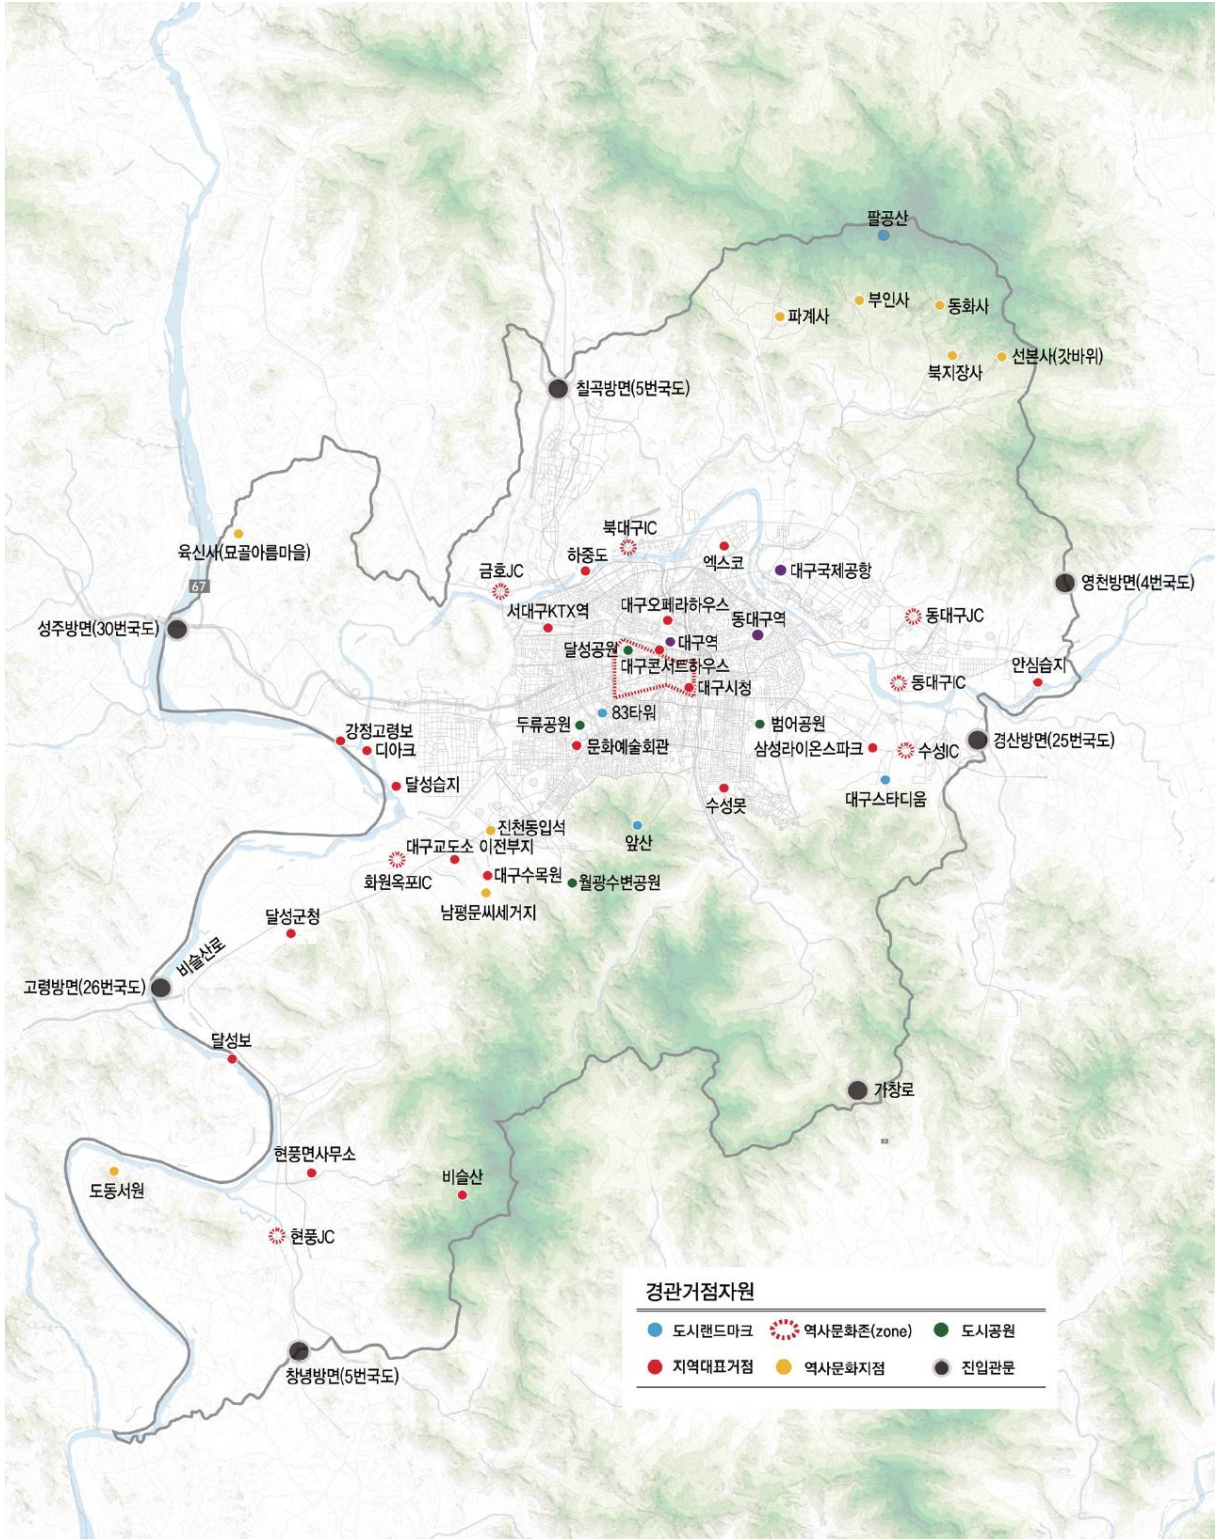 팔공산
부인사
동화사
파계사
선본사(갓바위)
북지장사
칠곡방면(5번국도)
북대구IC
육신사(묘골아름마을)
하중도
엑스코
금호JC
대구국제공항
영천방면(4번국도)
67
서대구KTX역
대구오페라하우스
동대구역
동대구JC
성주방면(30번국도)
달성공원
대구역
대구콘서트하우스
안심습지
대구시청
동대구IC
83타워
강정고령보
두류공원
범어공원
디아크
문화예술회관
삼성라이온스파크
수성IC
경산방면(25번국도)
달성습지
수성못
대구스타디움
진천동입석
앞산
대구교도소 이전부지
화원옥포IC
대구수목원
월광수변공원
남평문씨세거지
달성군청
비슬산로
고령방면(26번국도)
달성보
가창로
현풍면사무소
비슬산
도동서원
현풍JC
경관거점자원
도시랜드마크 역사문화존(zone) 도시공원
지역대표거점 역사문화지점 진입관문
창녕방면(5번국도)